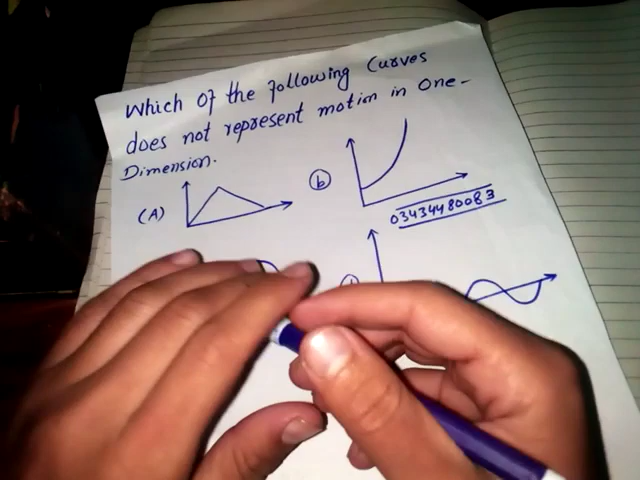 Which of the following Curves
does not represent motion in One-
Dimension.
(A)
b
03434480083
d